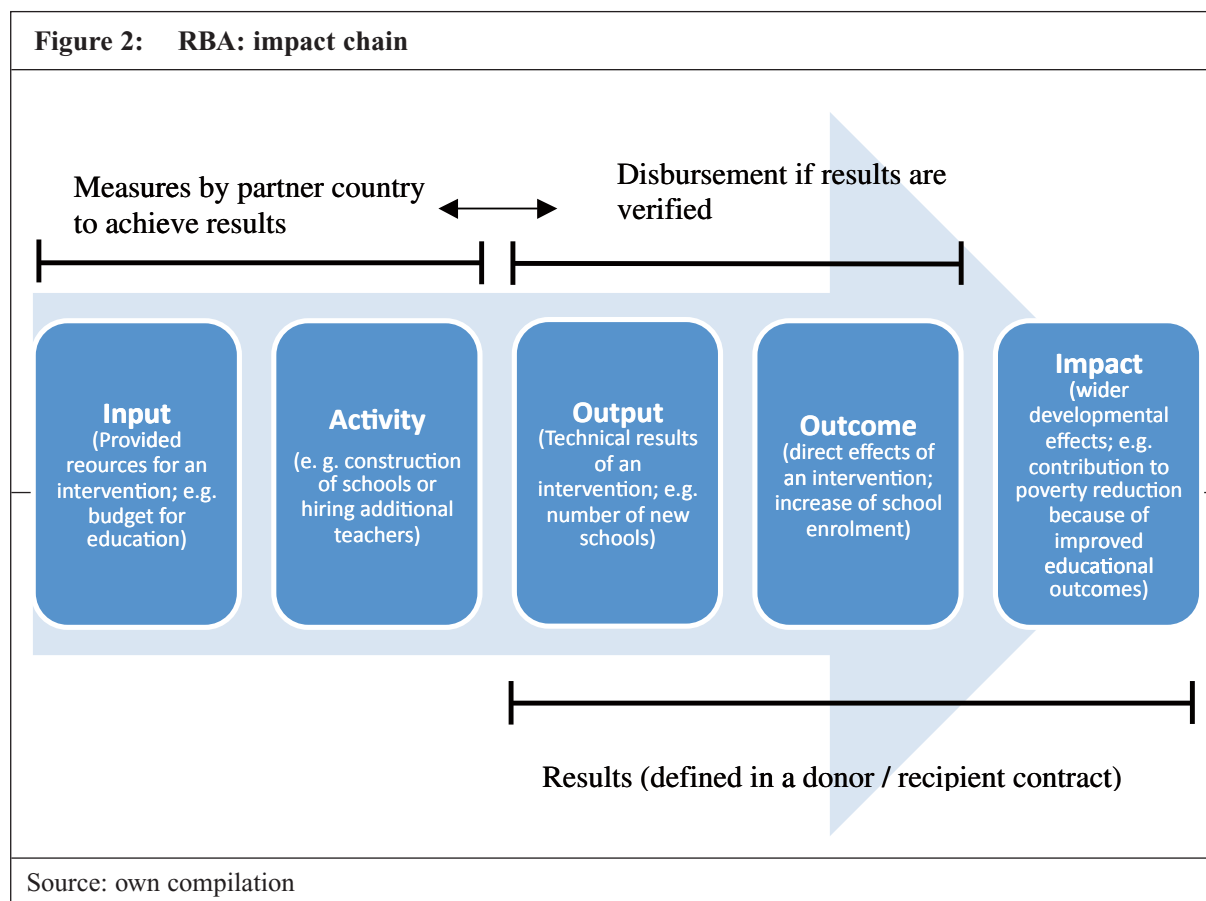 Figure 2: RBA: impact chain
Measures by partner country
to achieve results
Disbursement if results are
verified
Input
(Provided
reources for an
intervention; e.g.
budget for
education)
Activity
(e. g. construction
of schools or
hiring additional
teachers)
Output
(Technical results
of an
intervention; e.g.
number of new
schools)
Outcome
(direct effects of
an intervention;
increase of school
enrolment)
Impact
(wider
developmental
effects; e.g.
contribution to
poverty reduction
because of
improved
educational
outcomes)
Results (defined in a donor / recipient contract)
Source: own compilation